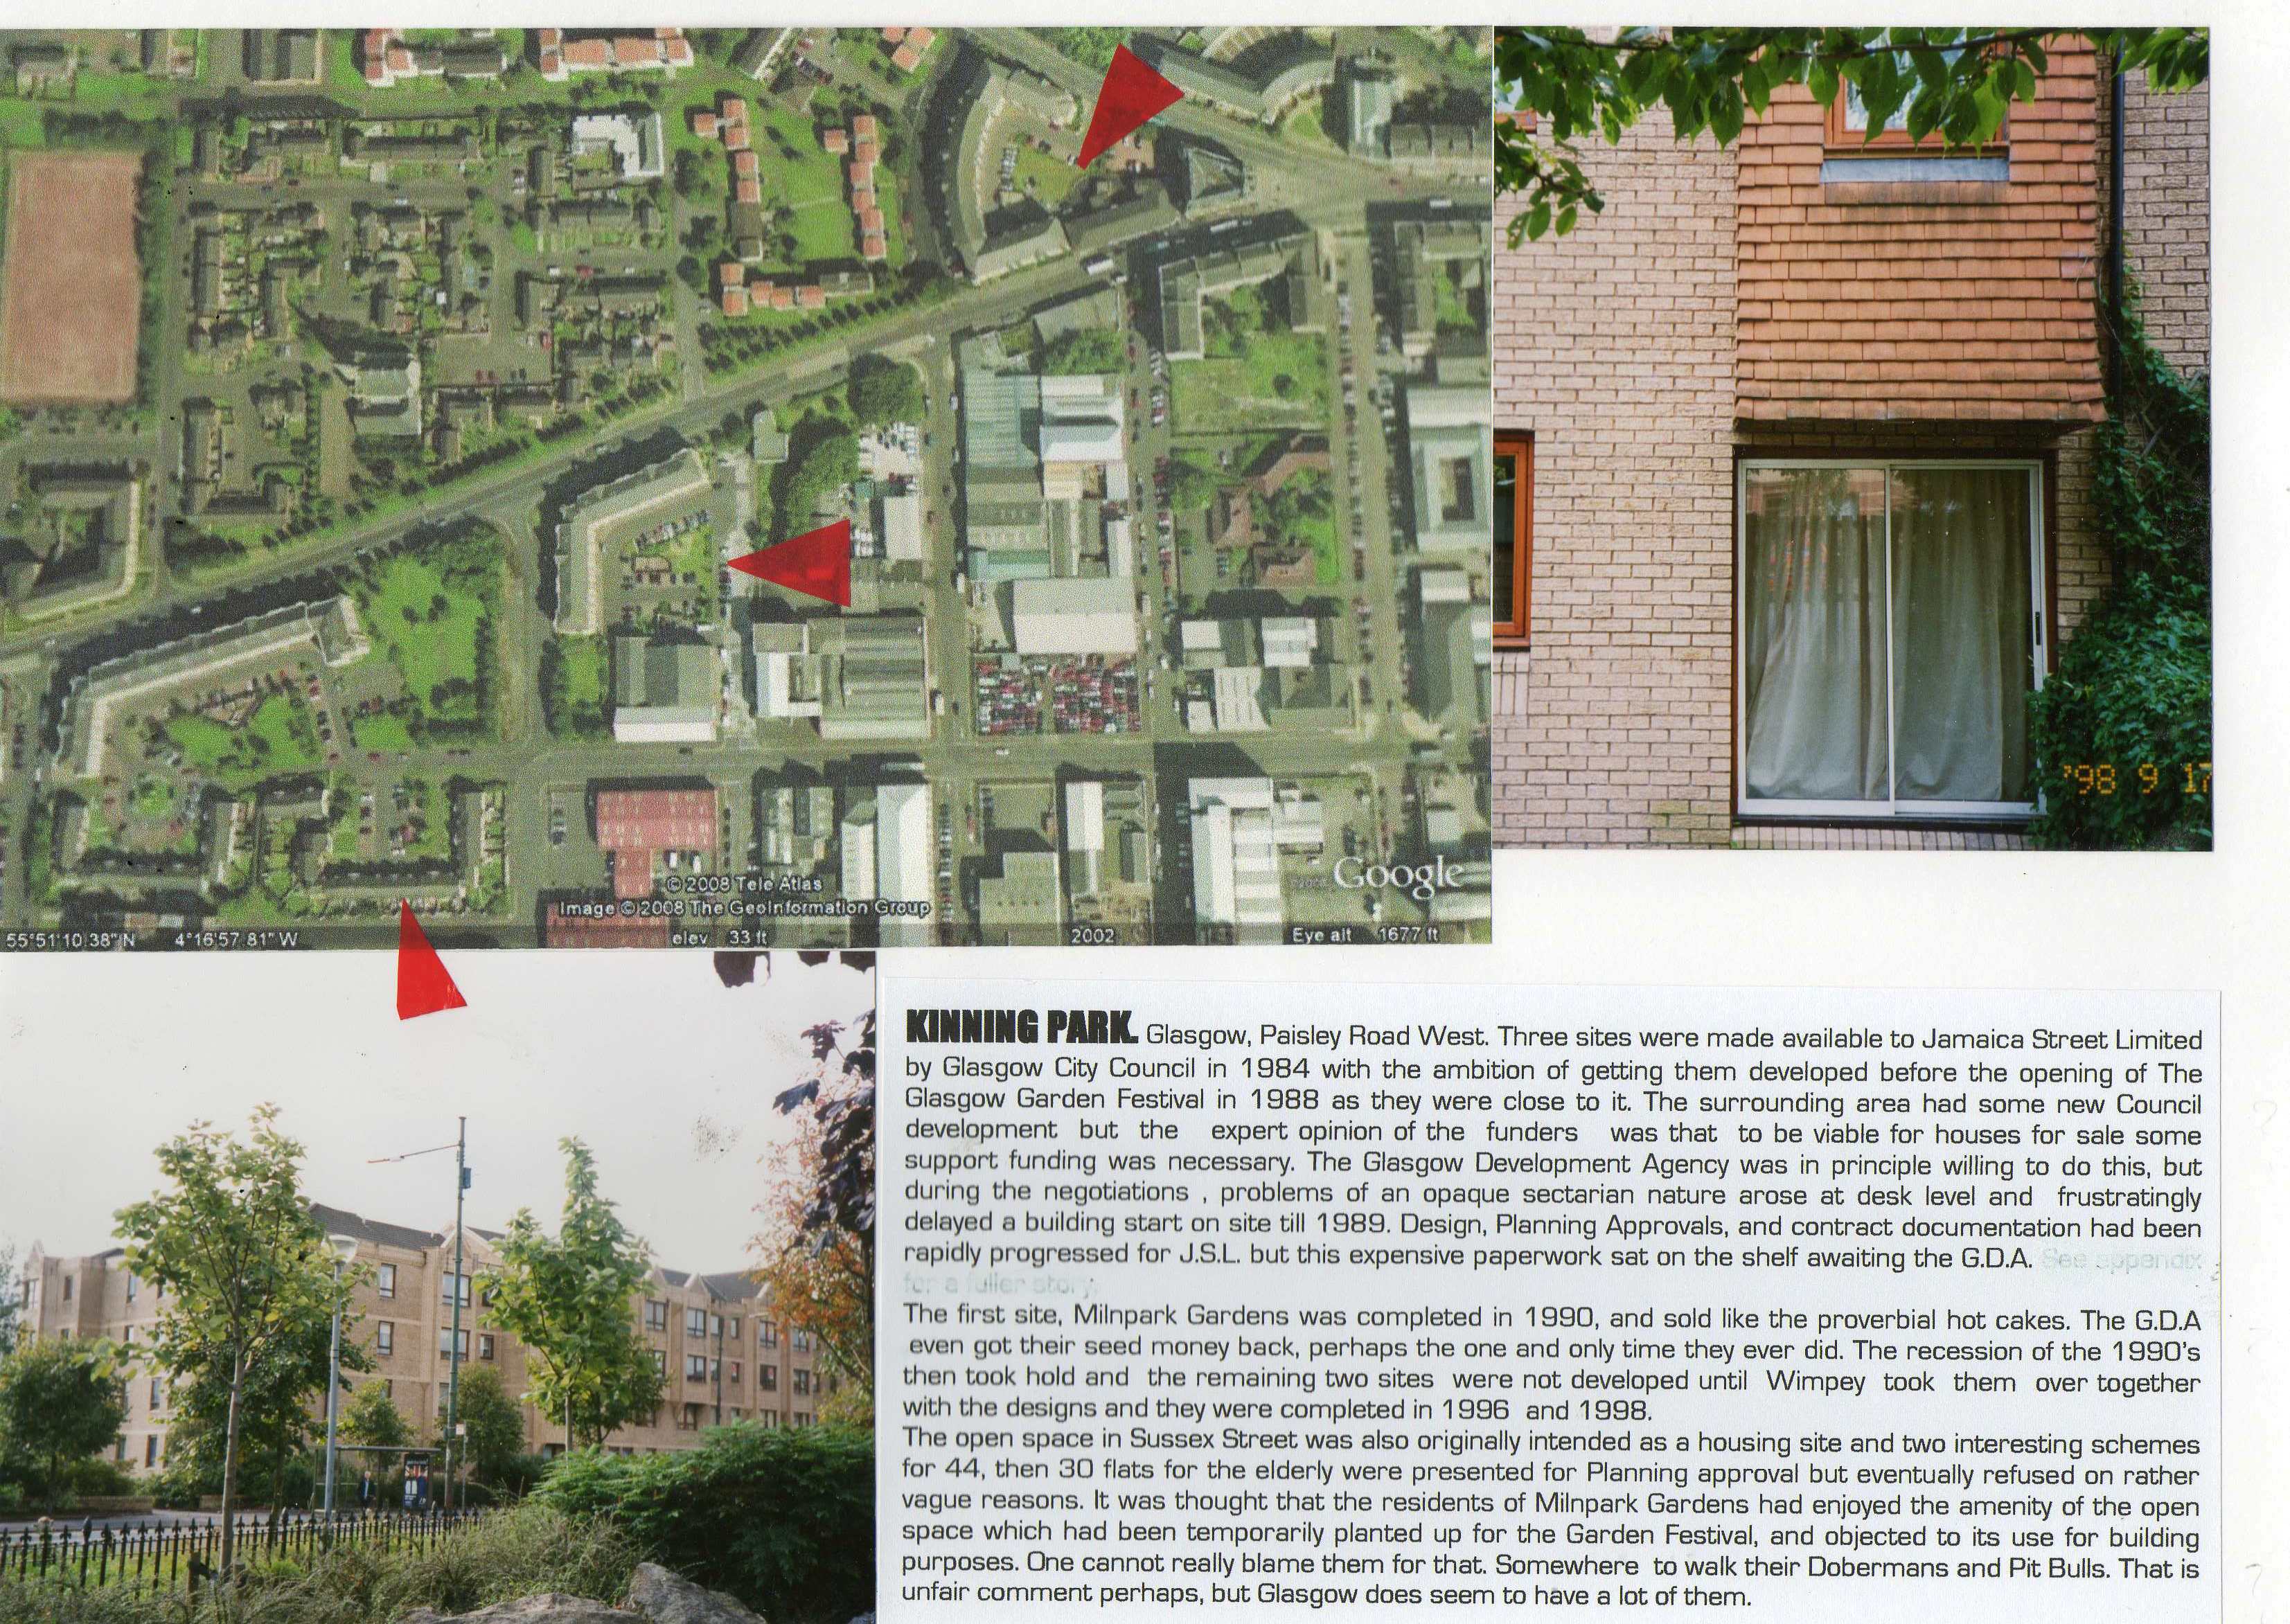 '98 9 17
Google
© 2008 Tele Atlas
Image © 2008 The GeoInformation Group
55°51'10.38" N 4°16'57.81" W elev 33 ft 2002 Eye alt 1677 ft
KINNING PARK. Glasgow, Paisley Road West. Three sites were made available to Jamaica Street Limited
by Glasgow City Council in 1984 with the ambition of getting them developed before the opening of The
Glasgow Garden Festival in 1988 as they were close to it. The surrounding area had some new Council
development but the expert opinion of the funders was that to be viable for houses for sale some
support funding was necessary. The Glasgow Development Agency was in principle willing to do this, but
during the negotiations , problems of an opaque sectarian nature arose at desk level and frustratingly
delayed a building start on site till 1989. Design, Planning Approvals, and contract documentation had been
rapidly progressed for J.S.L. but this expensive paperwork sat on the shelf awaiting the G.D.A. See appendix
for a fuller story.
The first site, Milnpark Gardens was completed in 1990, and sold like the proverbial hot cakes. The G.D.A
even got their seed money back, perhaps the one and only time they ever did. The recession of the 1990's
then took hold and the remaining two sites were not developed until Wimpey took them over together
with the designs and they were completed in 1996 and 1998.
The open space in Sussex Street was also originally intended as a housing site and two interesting schemes
for 44, then 30 flats for the elderly were presented for Planning approval but eventually refused on rather
vague reasons. It was thought that the residents of Milnpark Gardens had enjoyed the amenity of the open
space which had been temporarily planted up for the Garden Festival, and objected to its use for building
purposes. One cannot really blame them for that. Somewhere to walk their Dobermans and Pit Bulls. That is
unfair comment perhaps, but Glasgow does seem to have a lot of them.